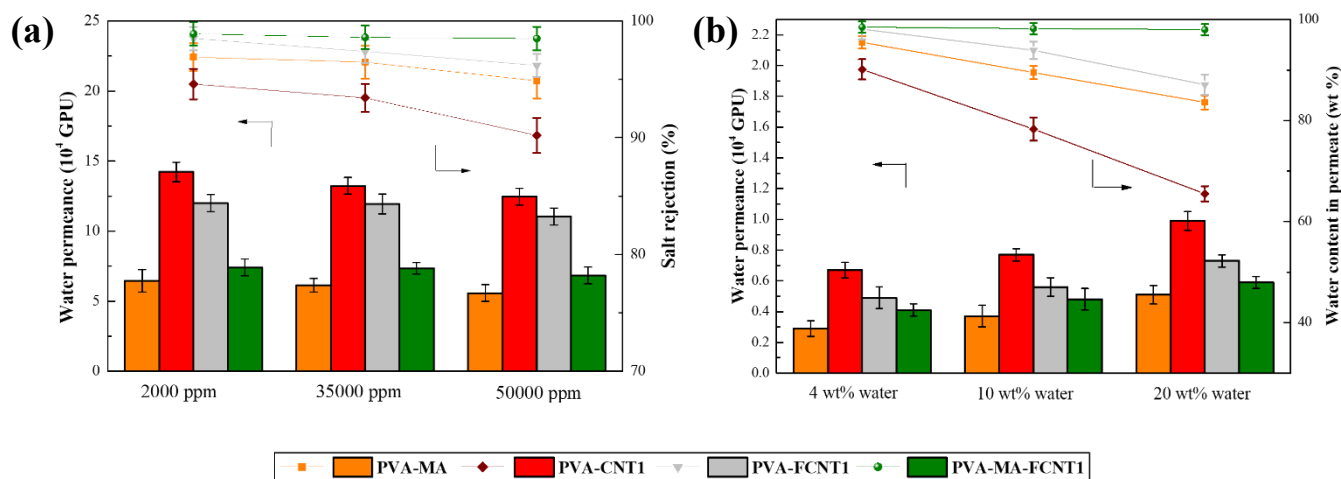 (a)
Water permeance (10⁴ GPU)
25
20
15
10
5
0
2000 ppm
35000 ppm
50000 ppm
100
90
80
70
Salt rejection (%)
(b)
Water permeance (10⁴ GPU)
2.2
2.0
1.8
1.6
1.4
1.2
1.0
0.8
0.6
0.4
0.2
0.0
4 wt% water
10 wt% water
20 wt% water
100
80
60
40
Water content in permeate (wt %)
PVA-MA PVA-CNT1 PVA-FCNT1 PVA-MA-FCNT1